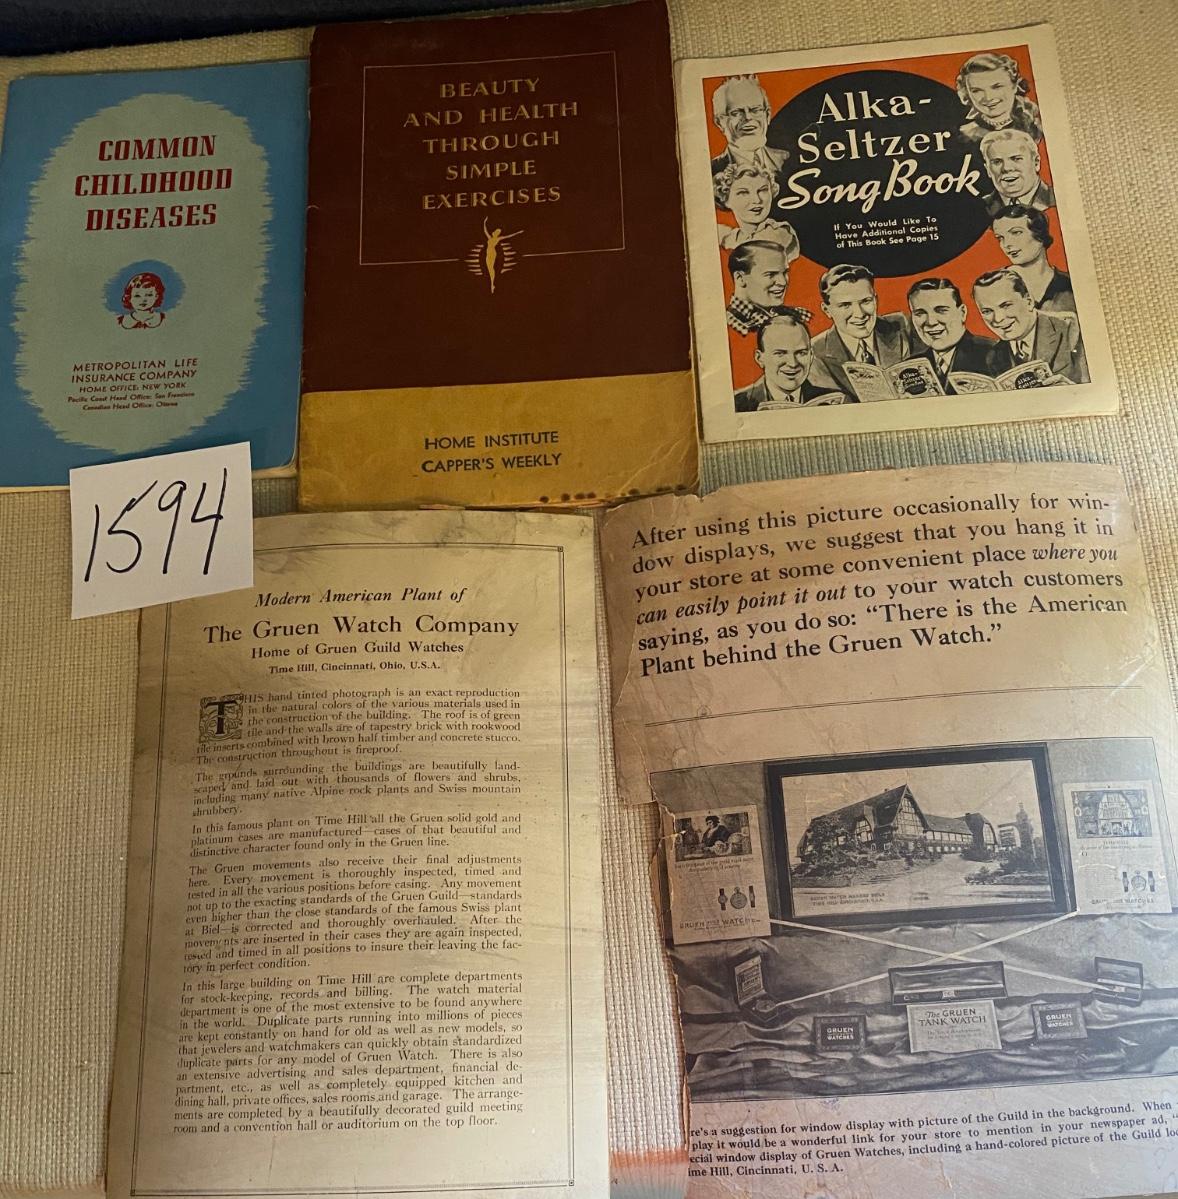 COMMON
CHILDHOOD
DISEASES
METROPOLITAN LIFE
INSURANCE COMPANY
HOME OFFICE: NEW YORK
Pacific Coast Head Office: San Francisco
Canadian Head Office: Ottawa
BEAUTY
AND HEALTH
THROUGH
SIMPLE
EXERCISES
HOME INSTITUTE
CAPPER'S WEEKLY
Alka-
Seltzer
Song Book
If You Would Like To
Have Additional Copies
of This Book See Page 15
Alka-
Seltzer
1594
Modern American Plant of
The Gruen Watch Company
Home of Gruen Guild Watches
Time Hill, Cincinnati, Ohio, U.S.A.
THIS hand tinted photograph is an exact reproduction
in the natural colors of the various materials used in
the construction of the building. The roof is of green
tile and the walls are of tapestry brick with rookwood
tile inserts combined with brown half timber and concrete stucco.
The construction throughout is fireproof.
The grounds surrounding the buildings are beautifully land-
scaped and laid out with thousands of flowers and shrubs,
including many native Alpine rock plants and Swiss mountain
shrubbery.
In this famous plant on Time Hill all the Gruen solid gold and
platinum cases are manufactured—cases of that beautiful and
distinctive character found only in the Gruen line.
The Gruen movements also receive their final adjustments
here. Every movement is thoroughly inspected, timed and
tested in all the various positions before casing. Any movement
not up to the exacting standards of the Gruen Guild—standards
even higher than the close standards of the famous Swiss plant
at Biel—is corrected and thoroughly overhauled. After the
movements are inserted in their cases they are again inspected,
tested and timed in all positions to insure their leaving the fac-
tory in perfect condition.
In this large building on Time Hill are complete departments
for stock-keeping, records and billing. The watch material
department is one of the most extensive to be found anywhere
in the world. Duplicate parts running into millions of pieces
are kept constantly on hand for old as well as new models, so
that jewelers and watchmakers can quickly obtain standardized
duplicate parts for any model of Gruen Watch. There is also
an extensive advertising and sales department, financial de-
partment, etc., as well as completely equipped kitchen and
dining hall, private offices, sales rooms and garage. The arrange-
ments are completed by a beautifully decorated guild meeting
room and a convention hall or auditorium on the top floor.
After using this picture occasionally for win-
dow displays, we suggest that you hang it in
your store at some convenient place where you
can easily point it out to your watch customers
saying, as you do so: “There is the American
Plant behind the Gruen Watch.”
GRUEN WATCH MAKERS GUILD
TIME HILL CINCINNATI, U.S.A.
GRUEN WATCHES
GRUEN WATCHES
The GRUEN
TANK WATCH
GRUEN
WATCHES
GRUEN
WATCHES
re's a suggestion for window display with picture of the Guild in the background. When
play it would be a wonderful link for your store to mention in your newspaper ad, “
ecial window display of Gruen Watches, including a hand-colored picture of the Guild loc
ime Hill, Cincinnati, U. S. A.